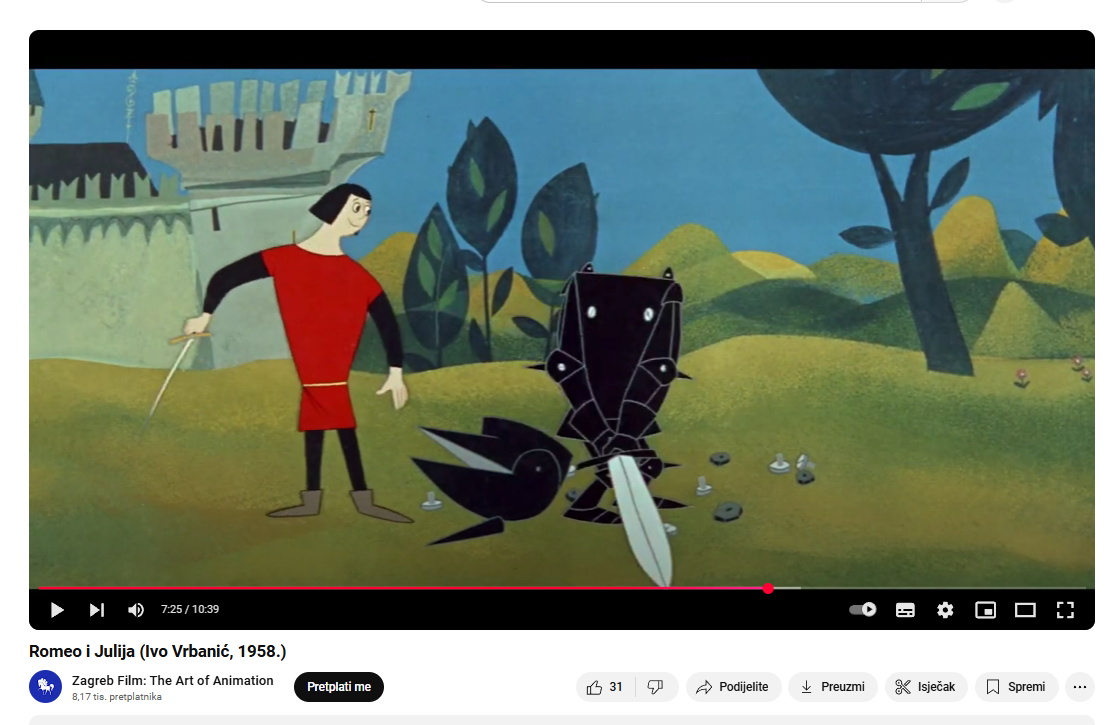 7:25 / 10:39
Romeo i Julija (Ivo Vrbanić, 1958.)
Zagreb Film: The Art of Animation
8,17 tis. pretplatnika
Pretplati me
31
Podijelite
Preuzmi
Isječak
Spremi